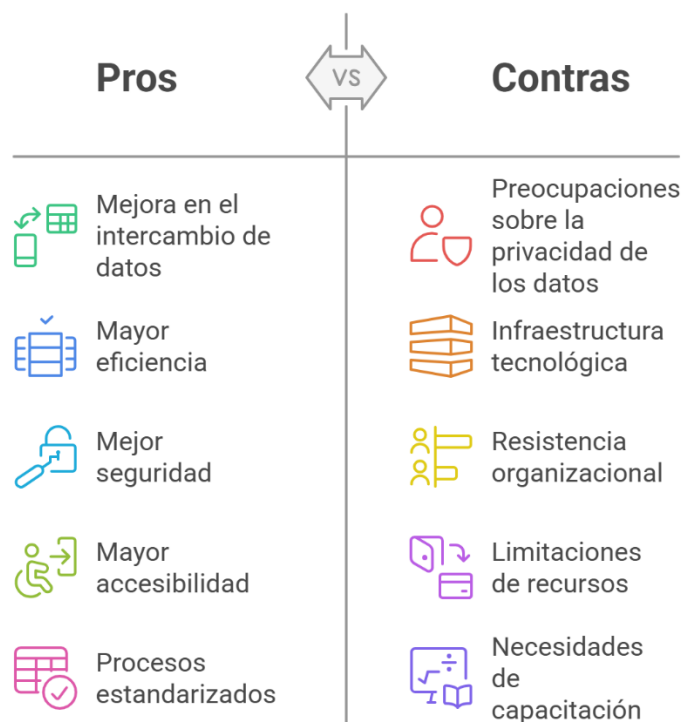 Pros
VS
Contras
Mejora en el
intercambio de
datos
Mayor
eficiencia
Mejor
seguridad
Mayor
accesibilidad
Procesos
estandarizados
Preocupaciones
sobre la
privacidad de
los datos
Infraestructura
tecnológica
Resistencia
organizacional
Limitaciones
de recursos
Necesidades
de
capacitación